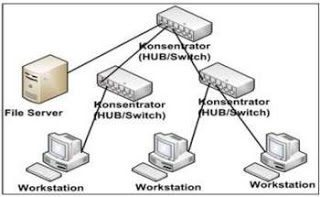 Konsentrator
(HUB/Switch)
File Server
Konsentrator
(HUB/Switch)
Konsentrator
(HUB/Switch)
Workstation
Workstation
Workstation